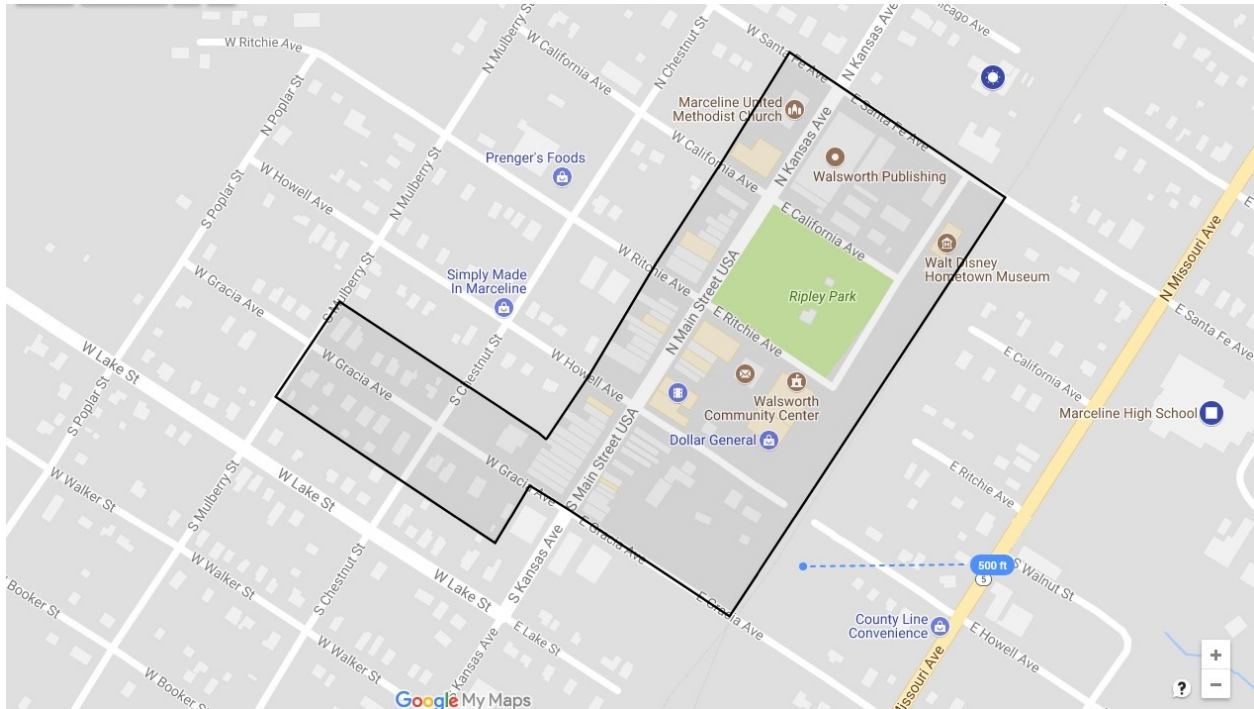 W Ritchie Ave
N Mulberry St
W California Ave
N Chestnut St
W Santa Fe Ave
N Kansas Ave
N Poplar St
Marceline United
Methodist Church
E Santa Fe Ave
Prenger's Foods
W California Ave
N Kansas Ave
Walsworth Publishing
W Howell Ave
S Poplar St
N Mulberry St
E California Ave
W Ritchie Ave
Walt Disney
Hometown Museum
N Missouri Ave
W Gracia Ave
Simply Made
In Marceline
S Mulberry St
Ripley Park
N Main Street USA
E Ritchie Ave
E Santa Fe Ave
W Lake St
W Gracia Ave
S Chestnut St
W Howell Ave
E California Ave
S Poplar St
Walsworth
Community Center
Marceline High School
Dollar General
S Main Street USA
W Gracia Ave
E Ritchie Ave
W Walker St
S Mulberry St
W Lake St
E Gracia Ave
500 ft
5
S Walnut St
W Walker St
S Chestnut St
W Lake St
S Kansas Ave
E Gracia Ave
Booker St
County Line
Convenience
E Lake St
E Howell Ave
W Walker St
W Booker St
S Kansas Ave
Missouri Ave
Google My Maps
+
?
−